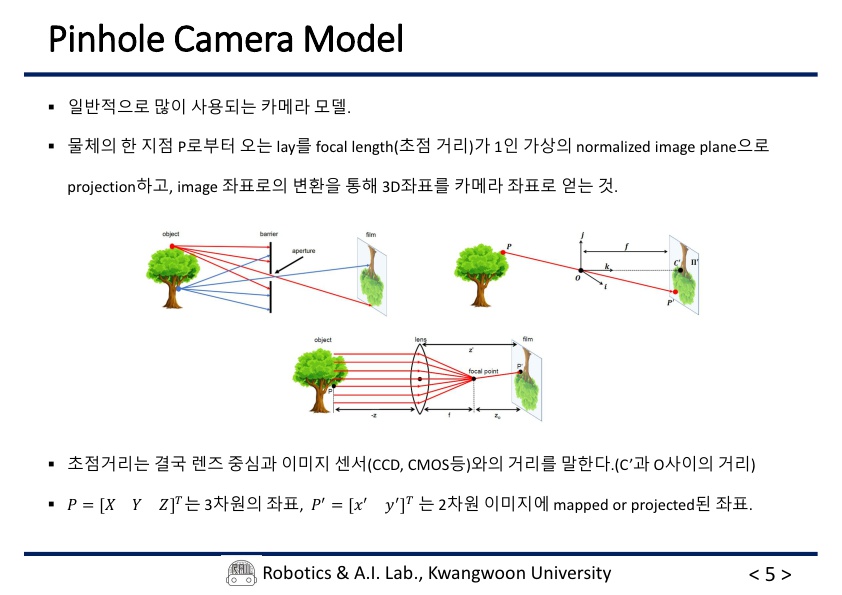 Pinhole Camera Model
▪ 일반적으로 많이 사용되는 카메라 모델.
▪ 물체의 한 지점 P로부터 오는 lay를 focal length(초점 거리)가 1인 가상의 normalized image plane으로
projection하고, image 좌표로의 변환을 통해 3D좌표를 카메라 좌표로 얻는 것.
object
barrier
aperture
film
P
j
f
k
O
i
C'
Π'
P'
object
lens
film
z'
focal point
P
P'
-z
f
z₀
▪ 초점거리는 결국 렌즈 중심과 이미지 센서(CCD, CMOS등)와의 거리를 말한다.(C'과 O사이의 거리)
▪ P = [X Y Z]ᵀ는 3차원의 좌표, P′ = [x′ y′]ᵀ 는 2차원 이미지에 mapped or projected된 좌표.
RAIL
Robotics & A.I. Lab., Kwangwoon University
< 5 >